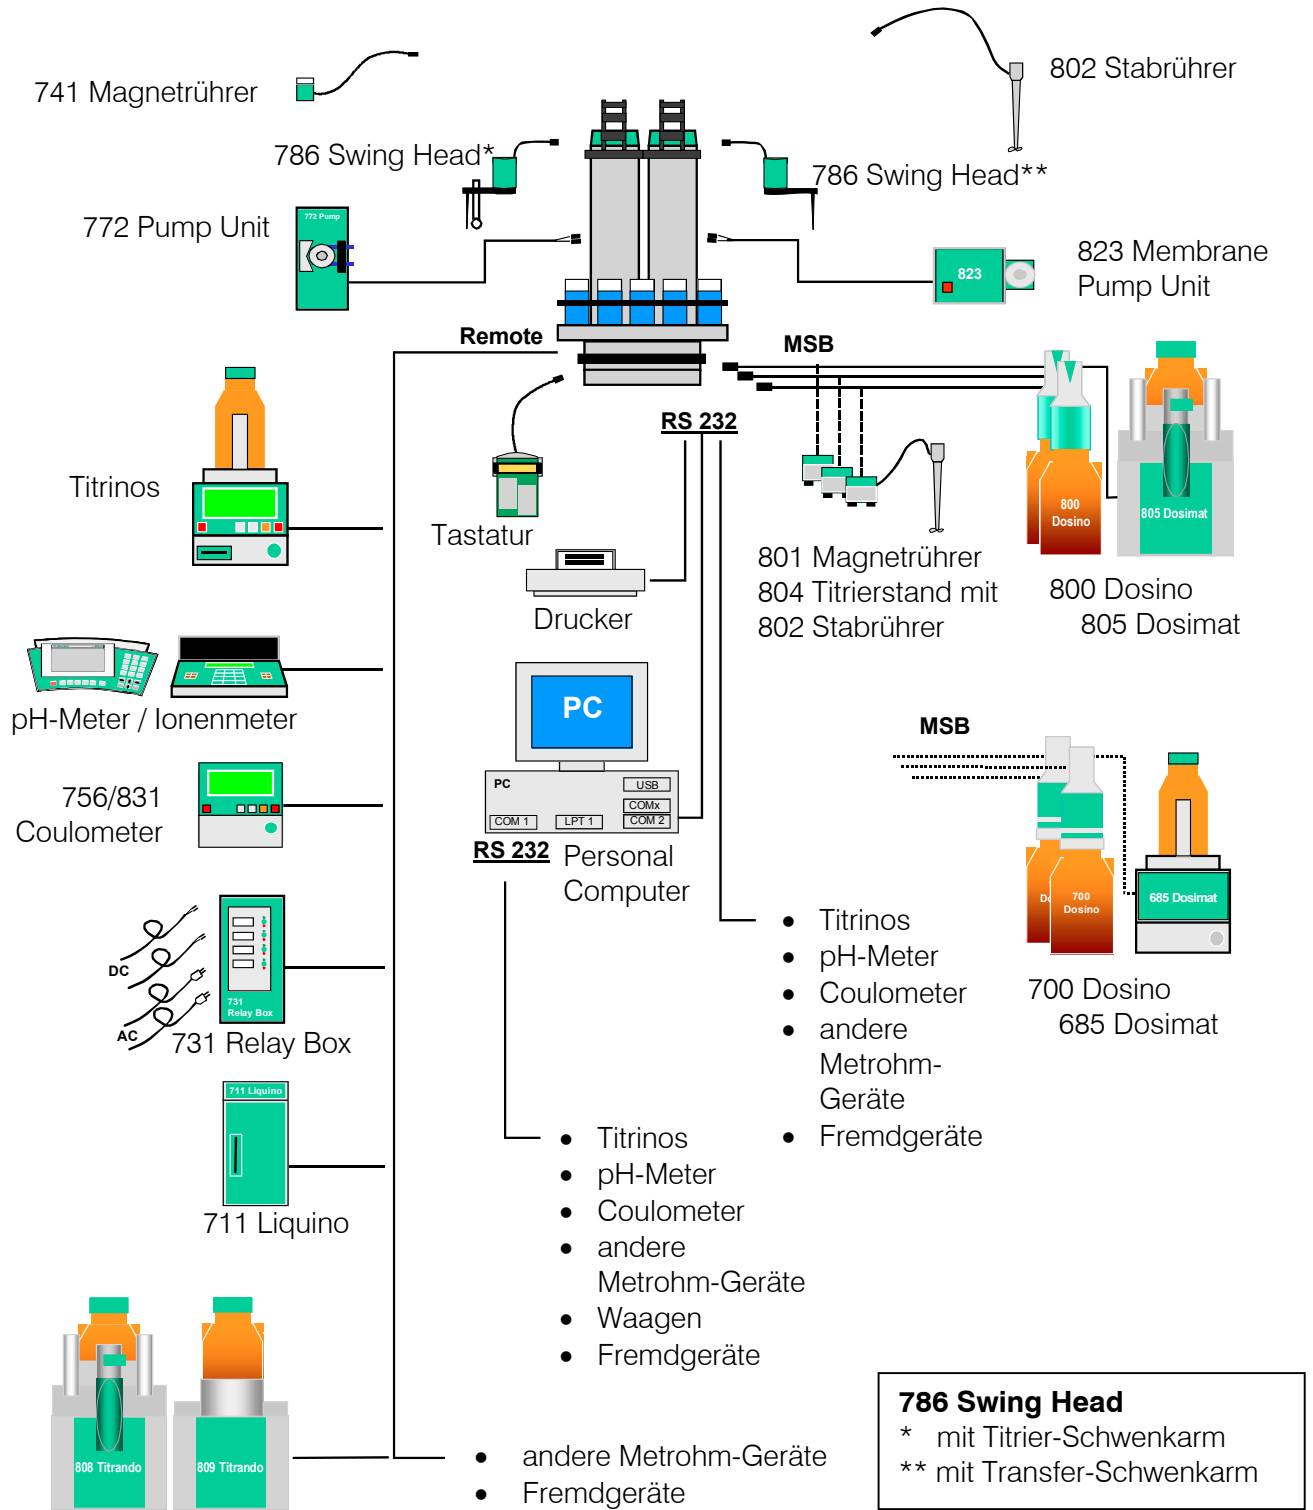 741 Magnetrührer
802 Stabrührer
786 Swing Head*
786 Swing Head**
772 Pump Unit
772 Pump
823 Membrane
Pump Unit
823
Remote
MSB
RS 232
Titrinos
Tastatur
Drucker
801 Magnetrührer
804 Titrierstand mit
802 Stabrührer
800
Dosino
805 Dosimat
800 Dosino
805 Dosimat
pH-Meter / Ionenmeter
PC
PC
USB
COMx
COM 1
LPT 1
COM 2
RS 232
Personal
Computer
756/831
Coulometer
MSB
700
Dosino
685 Dosimat
700 Dosino
685 Dosimat
DC
AC
731
Relay Box
731 Relay Box
• Titrinos
• pH-Meter
• Coulometer
• andere
Metrohm-
Geräte
• Fremdgeräte
711 Liquino
711 Liquino
• Titrinos
• pH-Meter
• Coulometer
• andere
Metrohm-Geräte
• Waagen
• Fremdgeräte
808 Titrando
809 Titrando
• andere Metrohm-Geräte
• Fremdgeräte
786 Swing Head
* mit Titrier-Schwenkarm
** mit Transfer-Schwenkarm